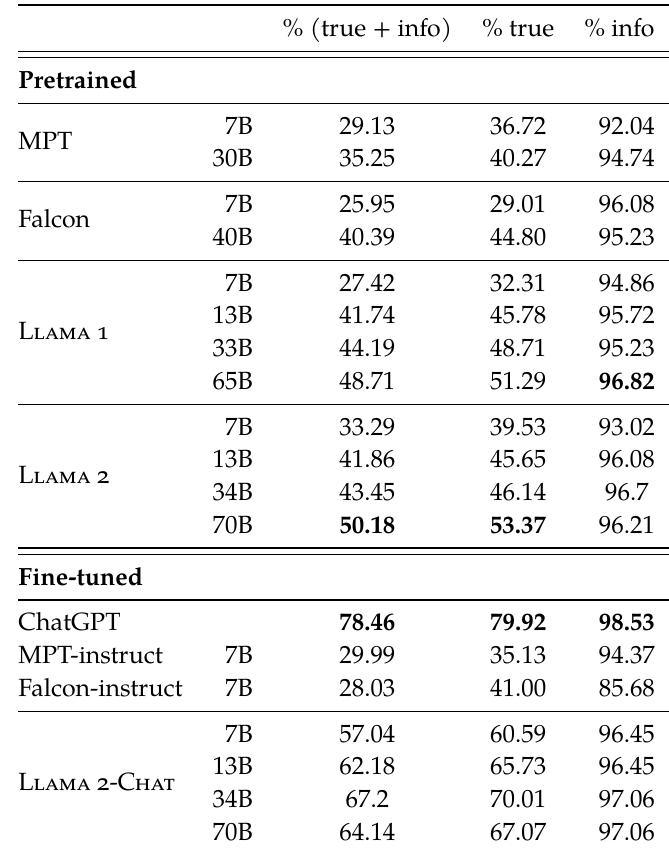 % (true + info) % true % info
Pretrained
MPT 7B 29.13 36.72 92.04
30B 35.25 40.27 94.74
Falcon 7B 25.95 29.01 96.08
40B 40.39 44.80 95.23
Llama 1 7B 27.42 32.31 94.86
13B 41.74 45.78 95.72
33B 44.19 48.71 95.23
65B 48.71 51.29 96.82
Llama 2 7B 33.29 39.53 93.02
13B 41.86 45.65 96.08
34B 43.45 46.14 96.7
70B 50.18 53.37 96.21
Fine-tuned
ChatGPT 78.46 79.92 98.53
MPT-instruct 7B 29.99 35.13 94.37
Falcon-instruct 7B 28.03 41.00 85.68
Llama 2-Chat 7B 57.04 60.59 96.45
13B 62.18 65.73 96.45
34B 67.2 70.01 97.06
70B 64.14 67.07 97.06